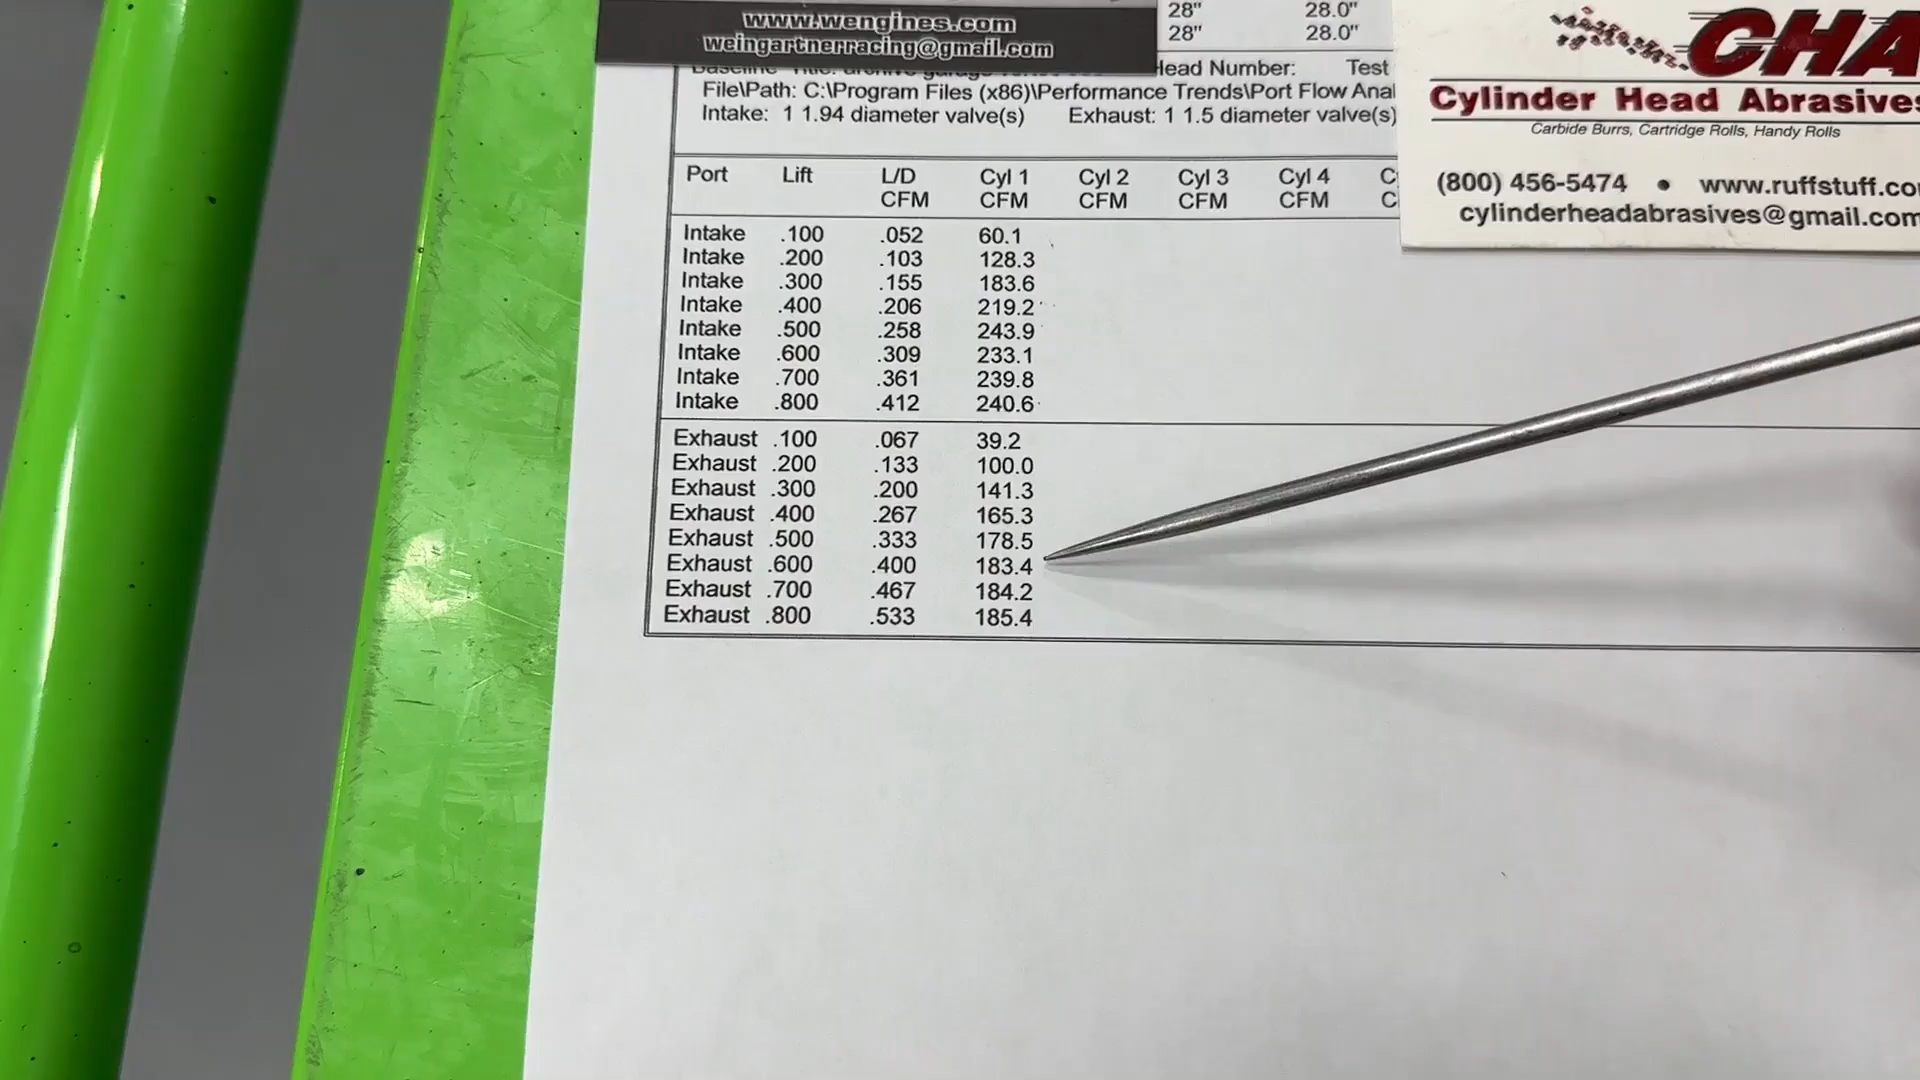 www.wengines.com
weingartnerracing@gmail.com
28" 28.0"
28" 28.0"
CHA
Cylinder Head Abrasives
Carbide Burrs, Cartridge Rolls, Handy Rolls
(800) 456-5474 • www.ruffstuff.co
cylinderheadabrasives@gmail.com
Head Number: Test
File\Path: C:\Program Files (x86)\Performance Trends\Port Flow Anal
Intake: 1 1.94 diameter valve(s) Exhaust: 1 1.5 diameter valve(s)
Port Lift L/D Cyl 1 Cyl 2 Cyl 3 Cyl 4 C
CFM CFM CFM CFM CFM C
Intake .100 .052 60.1
Intake .200 .103 128.3
Intake .300 .155 183.6
Intake .400 .206 219.2
Intake .500 .258 243.9
Intake .600 .309 233.1
Intake .700 .361 239.8
Intake .800 .412 240.6
Exhaust .100 .067 39.2
Exhaust .200 .133 100.0
Exhaust .300 .200 141.3
Exhaust .400 .267 165.3
Exhaust .500 .333 178.5
Exhaust .600 .400 183.4
Exhaust .700 .467 184.2
Exhaust .800 .533 185.4